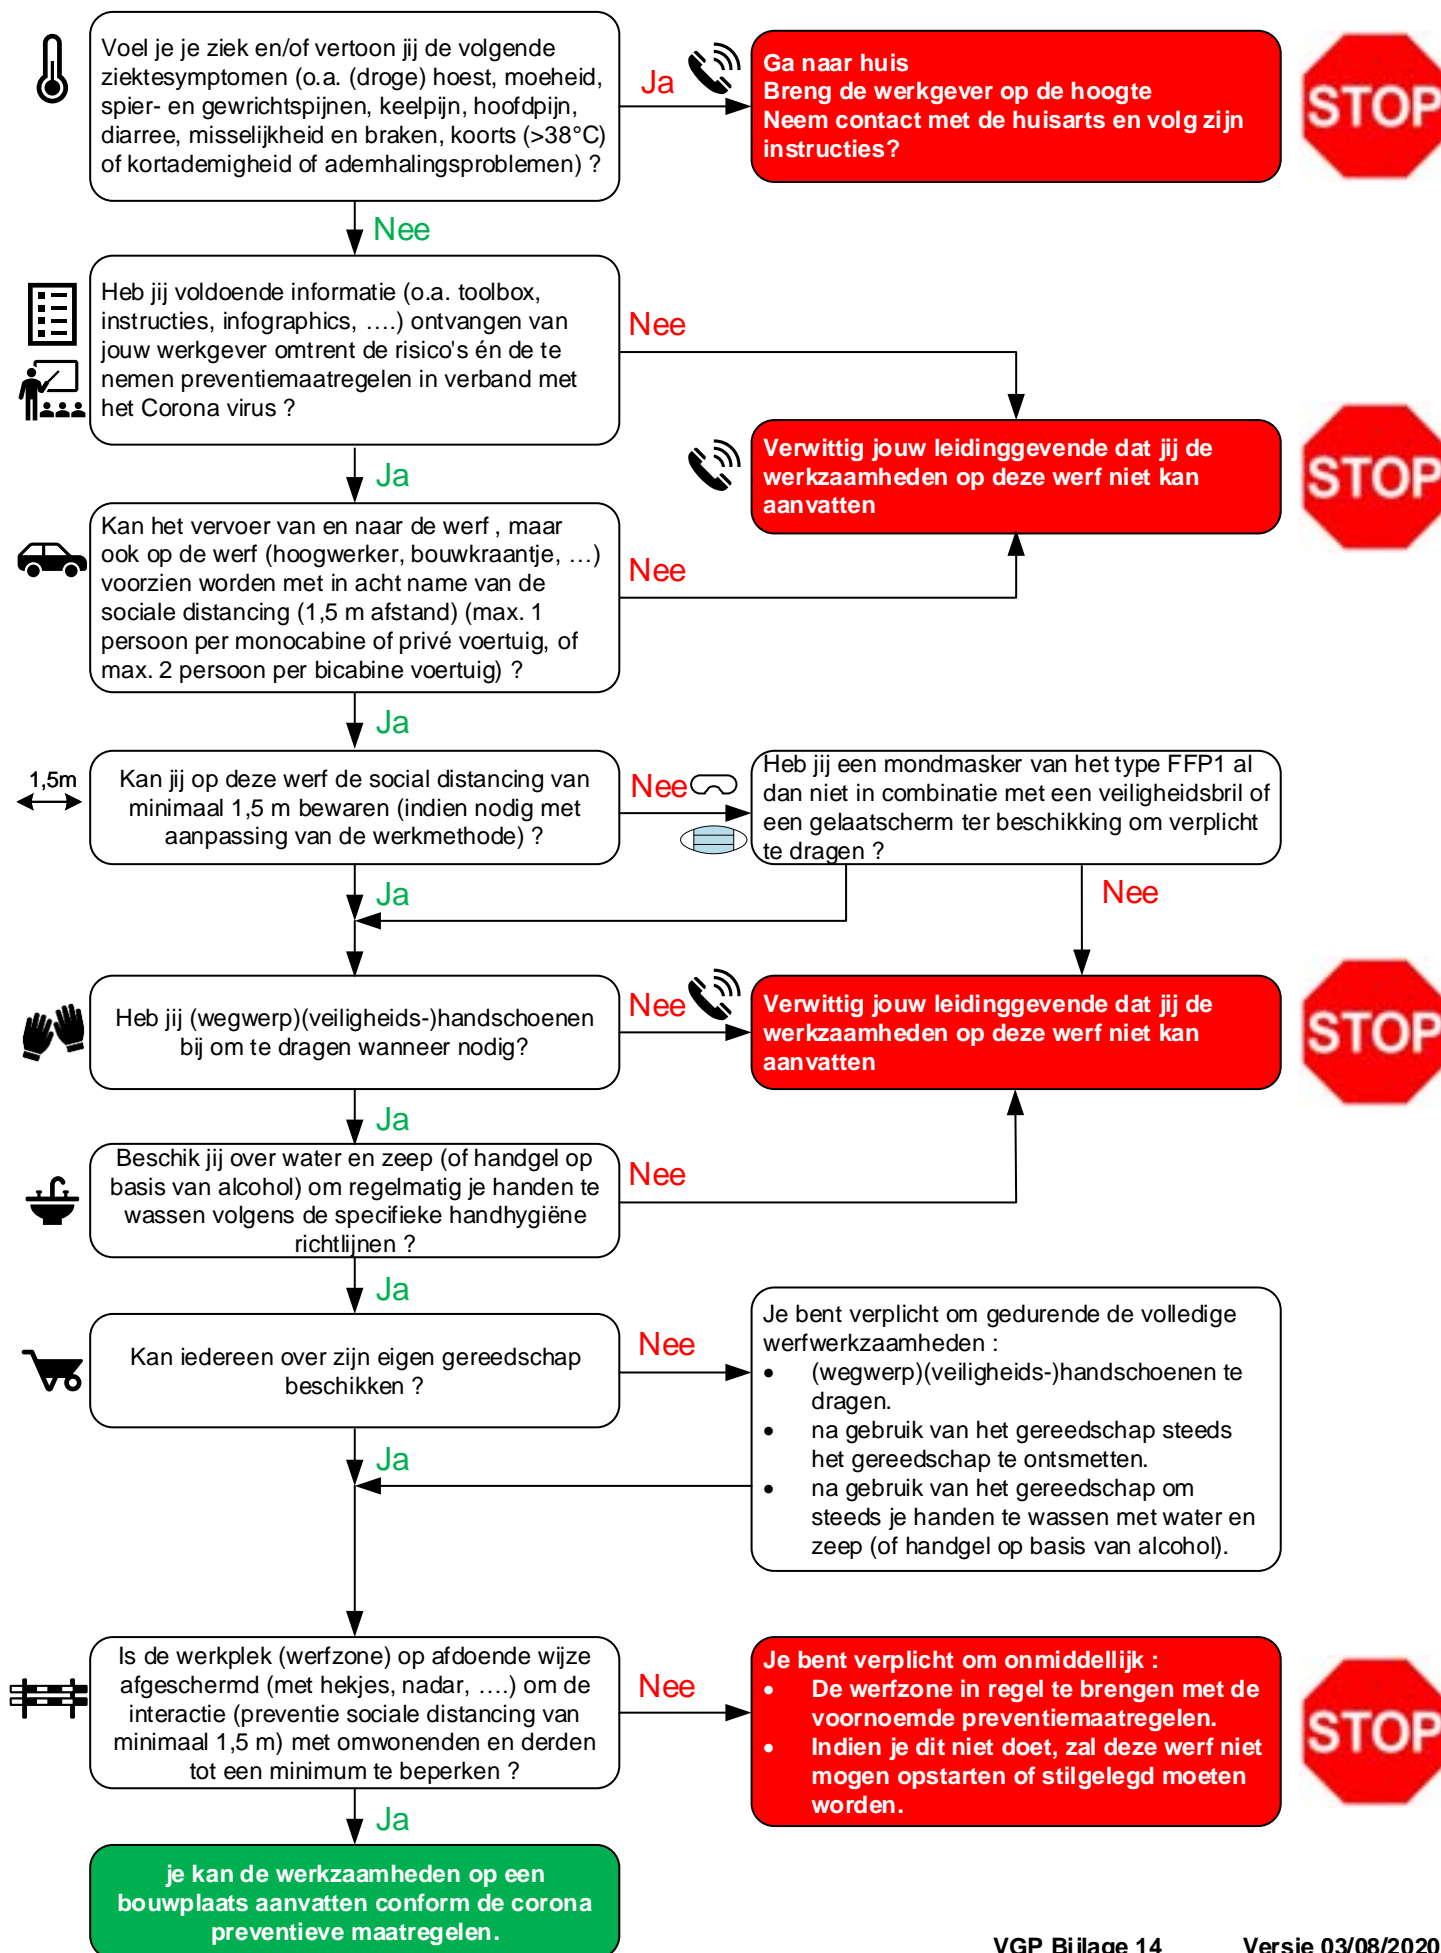 Voel je je ziek en/of vertoon jij de volgende
ziektesymptomen (o.a. (droge) hoest, moeheid,
spier- en gewrichtspijnen, keelpijn, hoofdpijn,
diarree, misselijkheid en braken, koorts (>38°C)
of kortademigheid of ademhalingsproblemen) ?
Ja
Ga naar huis
Breng de werkgever op de hoogte
Neem contact met de huisarts en volg zijn
instructies?
STOP
Nee
Heb jij voldoende informatie (o.a. toolbox,
instructies, infographics, ….) ontvangen van
jouw werkgever omtrent de risico's én de te
nemen preventiemaatregelen in verband met
het Corona virus ?
Nee
Verwittig jouw leidinggevende dat jij de
werkzaamheden op deze werf niet kan
aanvatten
STOP
Ja
Kan het vervoer van en naar de werf , maar
ook op de werf (hoogwerker, bouwkraantje, …)
voorzien worden met in acht name van de
sociale distancing (1,5 m afstand) (max. 1
persoon per monocabine of privé voertuig, of
max. 2 persoon per bicabine voertuig) ?
Nee
Ja
1,5m
Kan jij op deze werf de social distancing van
minimaal 1,5 m bewaren (indien nodig met
aanpassing van de werkmethode) ?
Nee
Heb jij een mondmasker van het type FFP1 al
dan niet in combinatie met een veiligheidsbril of
een gelaatscherm ter beschikking om verplicht
te dragen ?
Ja
Nee
Heb jij (wegwerp)(veiligheids-)handschoenen
bij om te dragen wanneer nodig?
Nee
Verwittig jouw leidinggevende dat jij de
werkzaamheden op deze werf niet kan
aanvatten
STOP
Ja
Beschik jij over water en zeep (of handgel op
basis van alcohol) om regelmatig je handen te
wassen volgens de specifieke handhygiëne
richtlijnen ?
Nee
Ja
Kan iedereen over zijn eigen gereedschap
beschikken ?
Nee
Je bent verplicht om gedurende de volledige
werfwerkzaamheden :
• (wegwerp)(veiligheids-)handschoenen te
dragen.
• na gebruik van het gereedschap steeds
het gereedschap te ontsmetten.
• na gebruik van het gereedschap om
steeds je handen te wassen met water en
zeep (of handgel op basis van alcohol).
Ja
Is de werkplek (werfzone) op afdoende wijze
afgeschermd (met hekjes, nadar, ….) om de
interactie (preventie sociale distancing van
minimaal 1,5 m) met omwonenden en derden
tot een minimum te beperken ?
Nee
Je bent verplicht om onmiddellijk :
• De werfzone in regel te brengen met de
voornoemde preventiemaatregelen.
• Indien je dit niet doet, zal deze werf niet
mogen opstarten of stilgelegd moeten
worden.
STOP
Ja
je kan de werkzaamheden op een
bouwplaats aanvatten conform de corona
preventieve maatregelen.
VGP Bijlage 14 Versie 03/08/2020